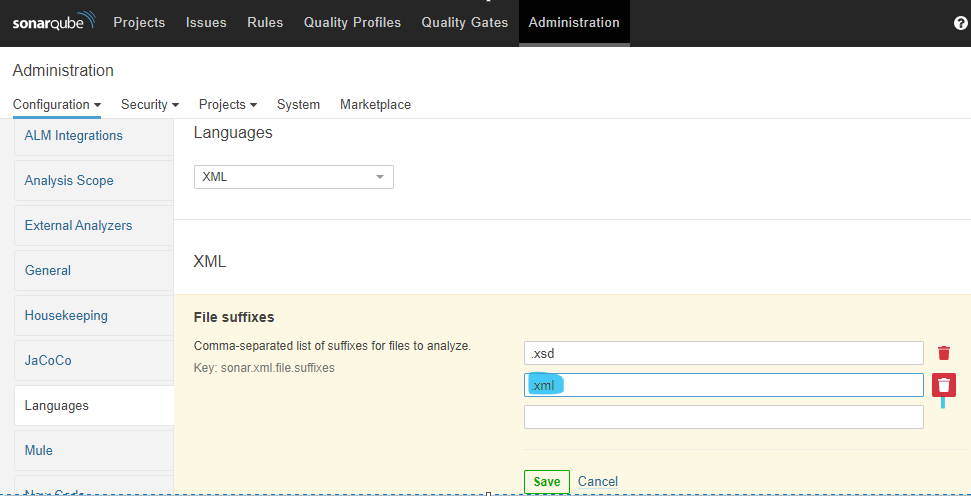 sonarqube Projects Issues Rules Quality Profiles Quality Gates Administration ?
Administration
Configuration Security Projects System Marketplace
ALM Integrations
Analysis Scope
External Analyzers
General
Housekeeping
JaCoCo
Languages
Mule
New Code
Languages
XML
XML
File suffixes
Comma-separated list of suffixes for files to analyze.
Key: sonar.xml.file.suffixes
.xsd
.xml
Save Cancel